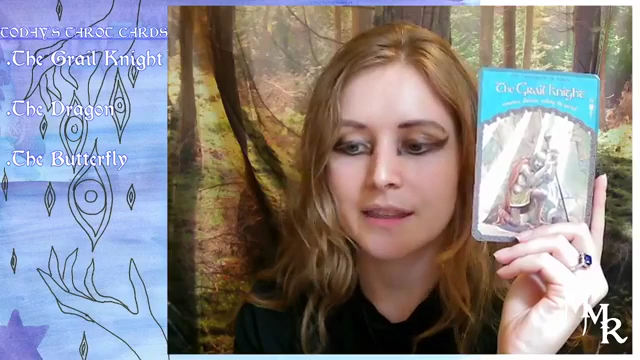 TODAY'S TAROT CARDS
.The Grail Knight
.The Dragon
.The Butterfly
The Grail Knight
MR